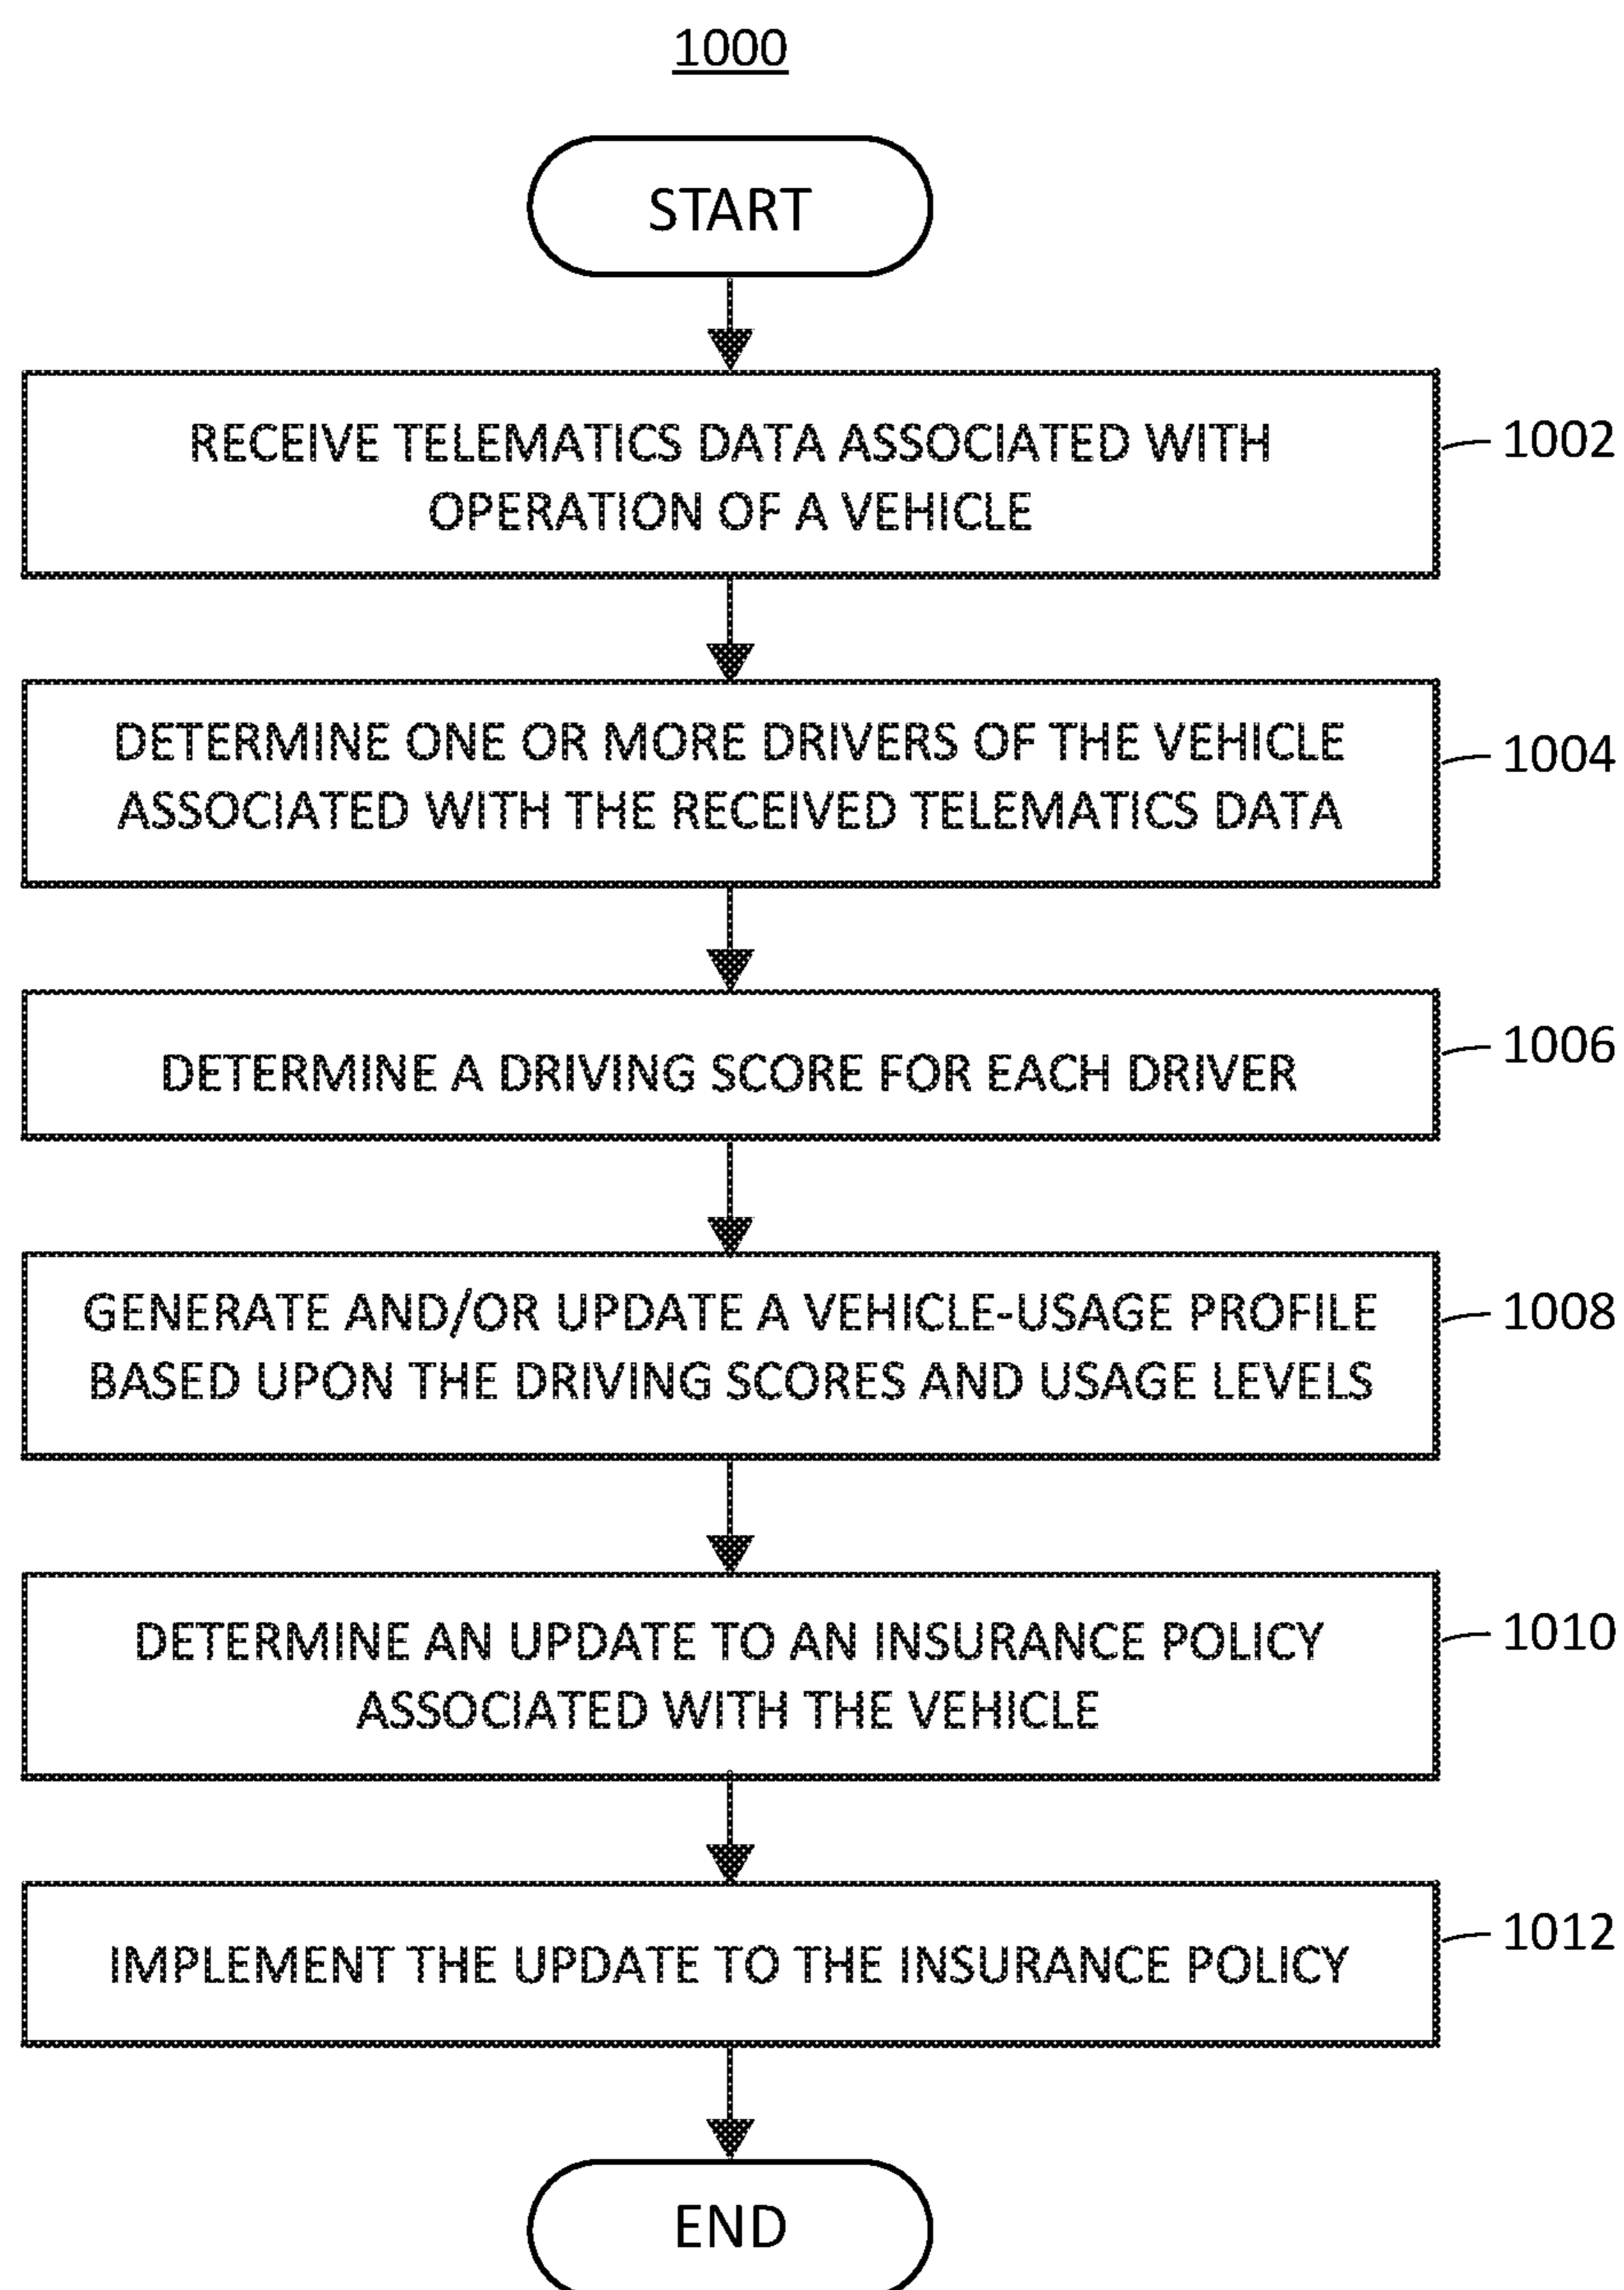 1000
START
RECEIVE TELEMATICS DATA ASSOCIATED WITH
OPERATION OF A VEHICLE
1002
DETERMINE ONE OR MORE DRIVERS OF THE VEHICLE
ASSOCIATED WITH THE RECEIVED TELEMATICS DATA
1004
DETERMINE A DRIVING SCORE FOR EACH DRIVER
1006
GENERATE AND/OR UPDATE A VEHICLE-USAGE PROFILE
BASED UPON THE DRIVING SCORES AND USAGE LEVELS
1008
DETERMINE AN UPDATE TO AN INSURANCE POLICY
ASSOCIATED WITH THE VEHICLE
1010
IMPLEMENT THE UPDATE TO THE INSURANCE POLICY
1012
END